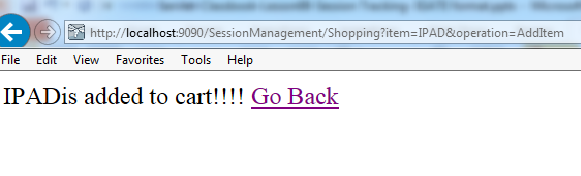 http://localhost:9090/SessionManagement/Shopping?item=IPAD&operation=AddItem
File Edit View Favorites Tools Help
IPADis added to cart!!!! Go Back